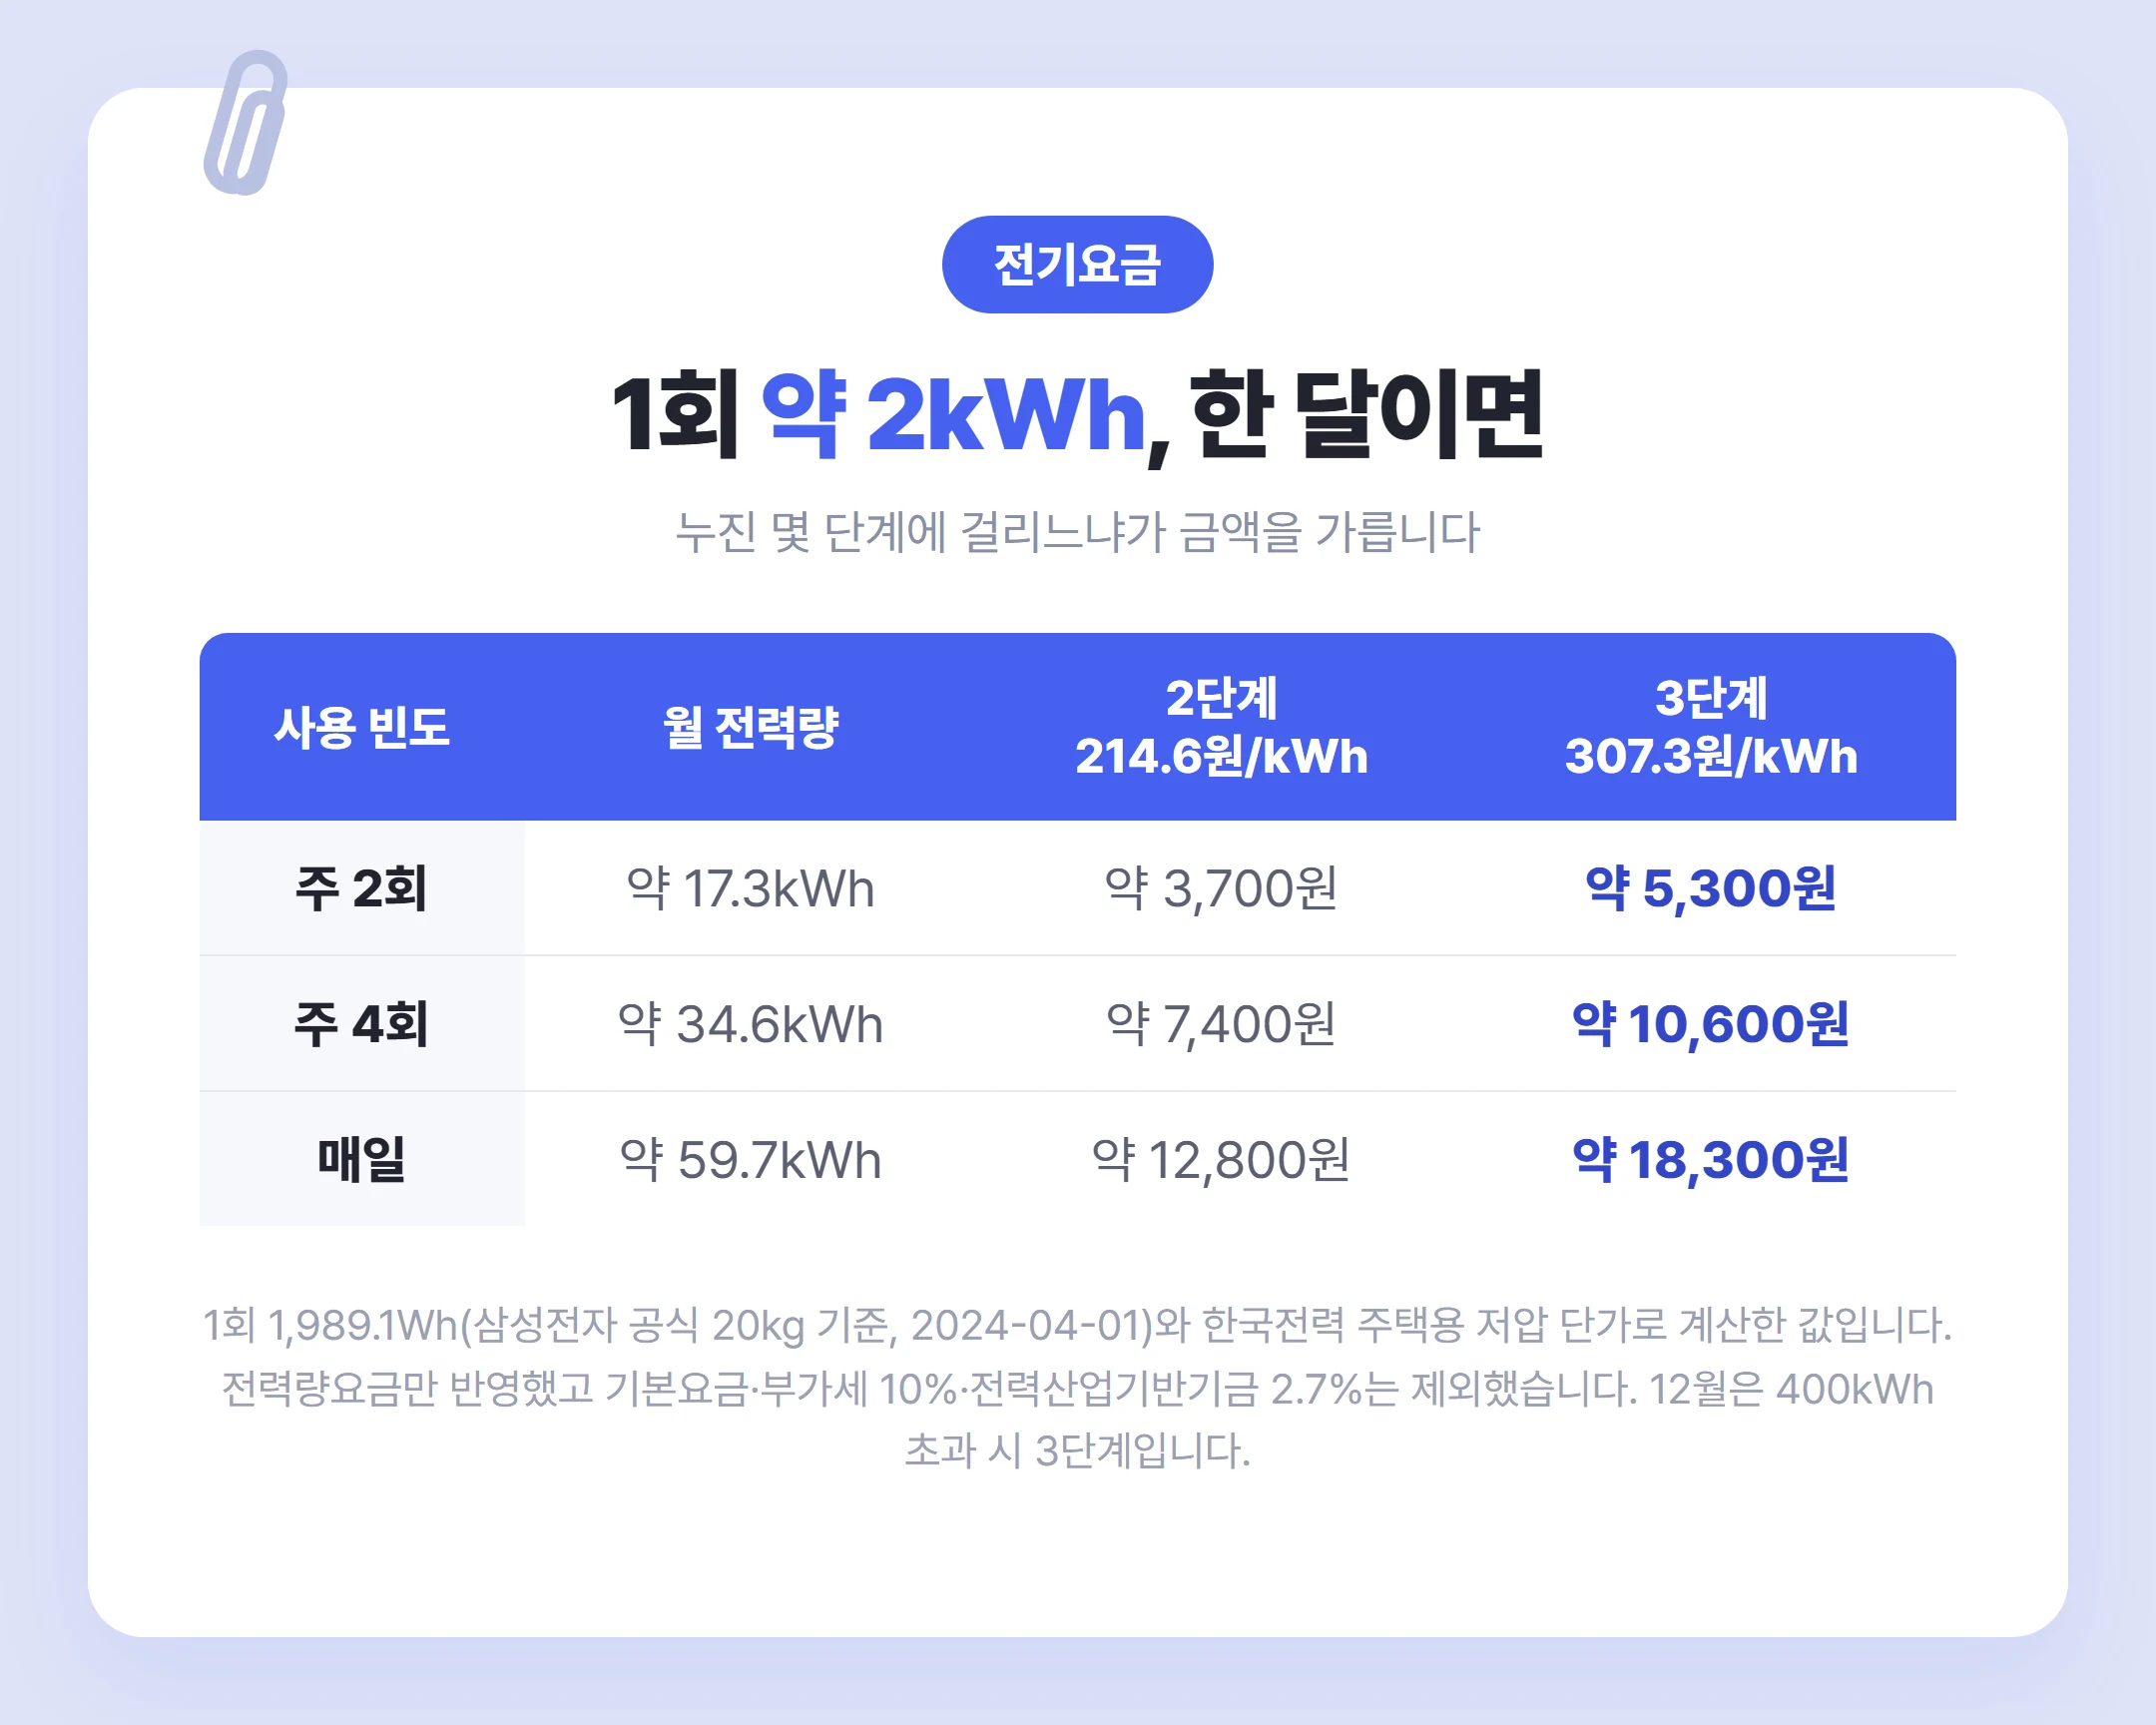 전기요금
1회 약 2kWh, 한 달이면
누진 몇 단계에 걸리느냐가 금액을 가릅니다
사용 빈도 월 전력량 2단계 214.6원/kWh 3단계 307.3원/kWh
주 2회 약 17.3kWh 약 3,700원 약 5,300원
주 4회 약 34.6kWh 약 7,400원 약 10,600원
매일 약 59.7kWh 약 12,800원 약 18,300원
1회 1,989.1Wh(삼성전자 공식 20kg 기준, 2024-04-01)와 한국전력 주택용 저압 단가로 계산한 값입니다.
전력량요금만 반영했고 기본요금·부가세 10%·전력산업기반기금 2.7%는 제외했습니다. 12월은 400kWh
초과 시 3단계입니다.